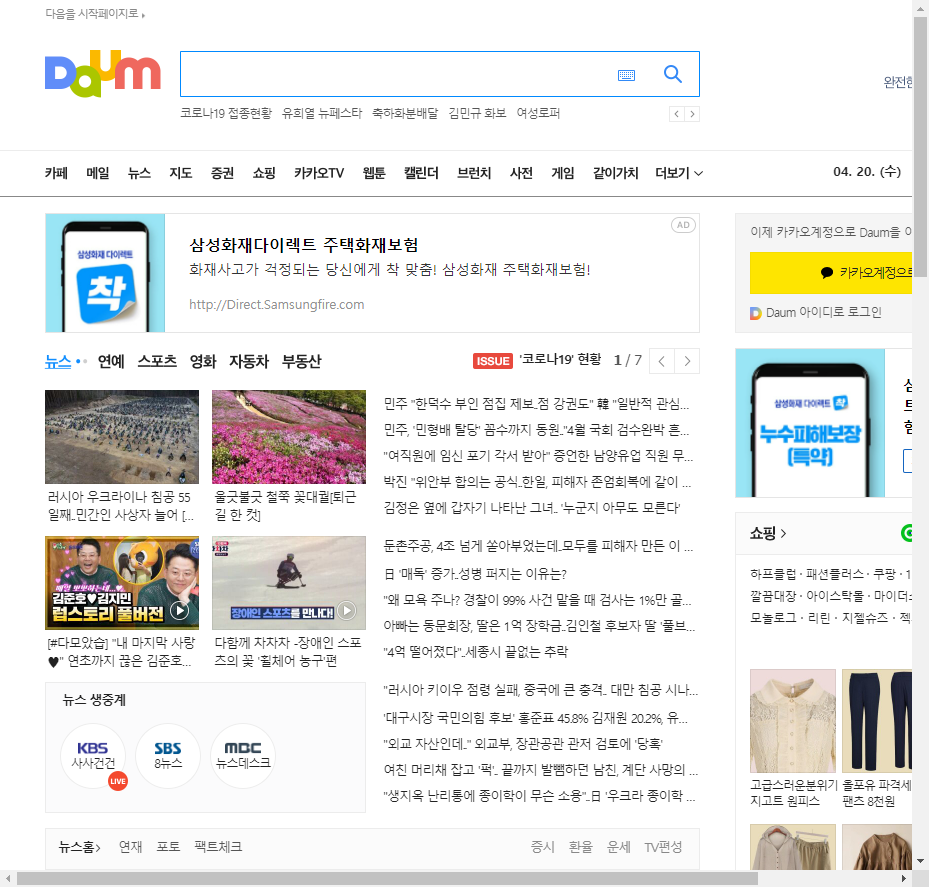 다음을 시작페이지로
Daum
코로나19 접종현황 유희열 뉴페스타 축하화분배달 김민규 화보 여성로퍼
완전한
카페 메일 뉴스 지도 증권 쇼핑 카카오TV 웹툰 캘린더 브런치 사전 게임 같이가치 더보기
04. 20. (수)
삼성화재 다이렉트
착
AD
삼성화재다이렉트 주택화재보험
화재사고가 걱정되는 당신에게 착 맞춤! 삼성화재 주택화재보험!
http://Direct.Samsungfire.com
이제 카카오계정으로 Daum을 이
카카오계정으로
Daum 아이디로 로그인
뉴스 연예 스포츠 영화 자동차 부동산
ISSUE '코로나19' 현황 1 / 7
러시아 우크라이나 침공 55
일째..민간인 사상자 늘어 [...
울긋불긋 철쭉 꽃대궐[퇴근
길 한 컷]
김준호♥김지민
럽스토리 풀버전
장애인 스포츠를 만나다!
[#다모았습] "내 마지막 사랑
♥" 연초까지 끊은 김준호...
다함께 차차차 -장애인 스포
츠의 꽃 '휠체어 농구'편
민주 "한덕수 부인 점집 제보..점 강권도" 韓 "일반적 관심...
민주, '민형배 탈당' 꼼수까지 동원.."4월 국회 검수완박 흔...
"여직원에 임신 포기 각서 받아" 증언한 남양유업 직원 무...
박진 "위안부 합의는 공식..한일, 피해자 존엄회복에 같이 ...
김정은 옆에 갑자기 나타난 그녀.. '누군지 아무도 모른다'
둔촌주공, 4조 넘게 쏟아부었는데..모두를 피해자 만든 이 ...
日 '매독' 증가..성병 퍼지는 이유는?
"왜 모욕 주나? 경찰이 99% 사건 맡을 때 검사는 1%만 골...
아빠는 동문회장, 딸은 1억 장학금..김인철 후보자 딸 '풀브...
"4억 떨어졌다"..세종시 끝없는 추락
"러시아 키이우 점령 실패, 중국에 큰 충격.. 대만 침공 시나...
'대구시장 국민의힘 후보' 홍준표 45.8% 김재원 20.2%, 유...
"외교 자산인데.." 외교부, 장관공관 관저 검토에 '당혹'
여친 머리채 잡고 '퍽'.. 끝까지 발뺌하던 남친, 계단 사망의 ...
"생지옥 난리통에 종이학이 무슨 소용"..日 '우크라 종이학 ...
삼성화재 다이렉트 착
누수피해보장
(특약)
쇼핑
하프클럽 · 패션플러스 · 쿠팡 · 1
깔끔대장 · 아이스탁몰 · 마이더스
모놀로그 · 리린 · 지젤슈즈 · 젝
고급스러운분위기
지고트 원피스
올포유 파격세
팬츠 8천원
뉴스 생중계
KBS
사사건건
LIVE
SBS
8뉴스
MBC
뉴스데스크
뉴스홈 연재 포토 팩트체크
증시 환율 운세 TV편성